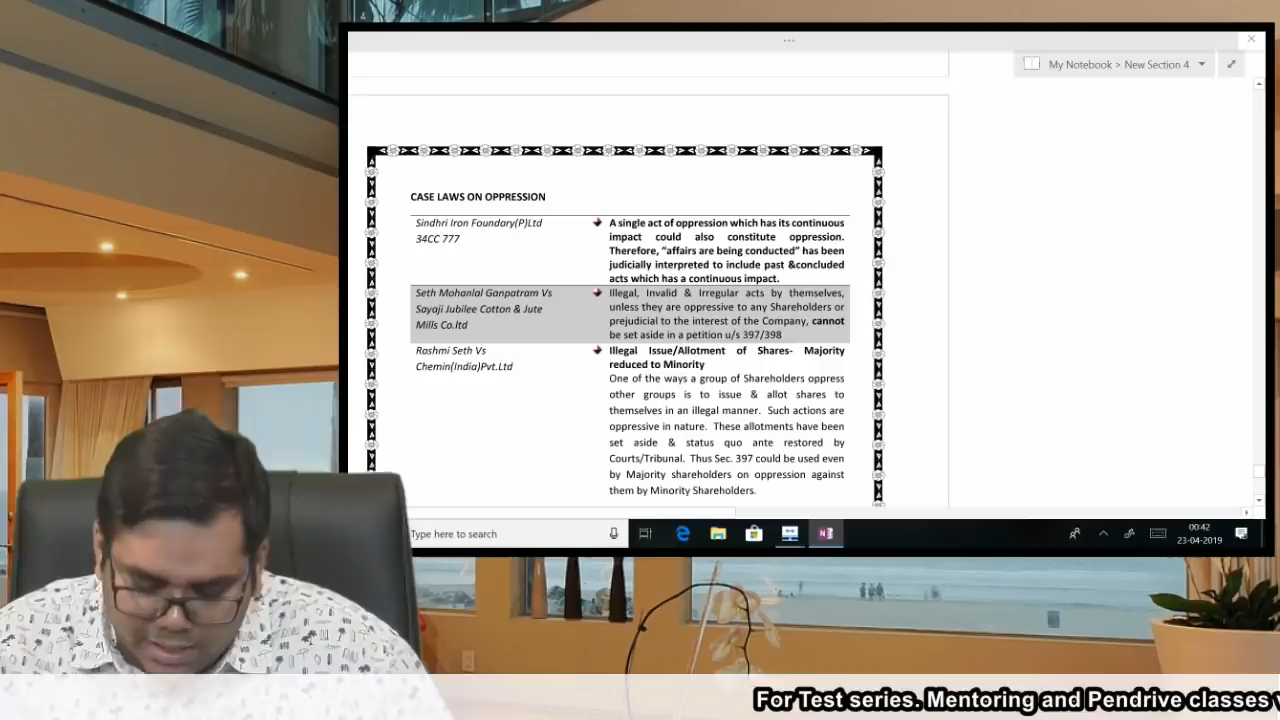 My Notebook > New Section 4
CASE LAWS ON OPPRESSION
Sindhri Iron Foundary(P)Ltd
34CC 777
A single act of oppression which has its continuous
impact could also constitute oppression.
Therefore, "affairs are being conducted" has been
judicially interpreted to include past &concluded
acts which has a continuous impact.
Seth Mohanlal Ganpatram Vs
Sayaji Jubilee Cotton & Jute
Mills Co.ltd
Illegal, Invalid & Irregular acts by themselves,
unless they are oppressive to any Shareholders or
prejudicial to the interest of the Company, cannot
be set aside in a petition u/s 397/398
Rashmi Seth Vs
Chemin(India)Pvt.Ltd
Illegal Issue/Allotment of Shares- Majority
reduced to Minority
One of the ways a group of Shareholders oppress
other groups is to issue & allot shares to
themselves in an illegal manner. Such actions are
oppressive in nature. These allotments have been
set aside & status quo ante restored by
Courts/Tribunal. Thus Sec. 397 could be used even
by Majority shareholders on oppression against
them by Minority Shareholders.
Type here to search
00:42
23-04-2019
For Test series. Mentoring and Pendrive classes